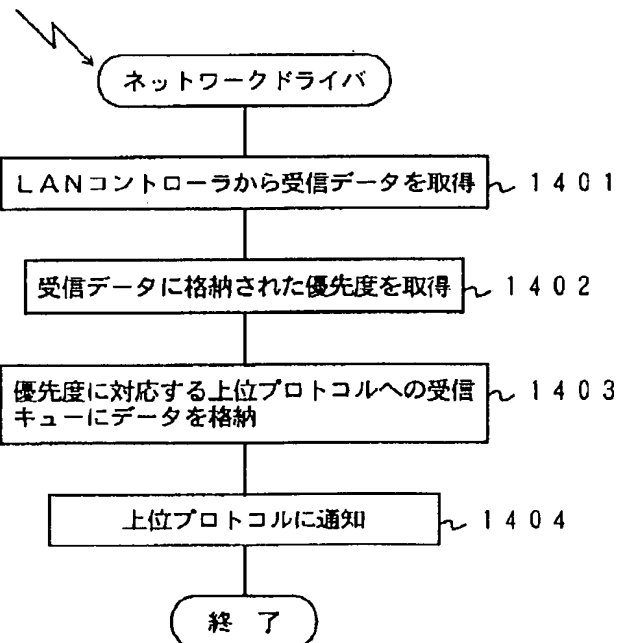 ネットワークドライバ
LANコントローラから受信データを取得 1401
受信データに格納された優先度を取得 1402
優先度に対応する上位プロトコルへの受信 1403
キューにデータを格納
上位プロトコルに通知 1404
終 了